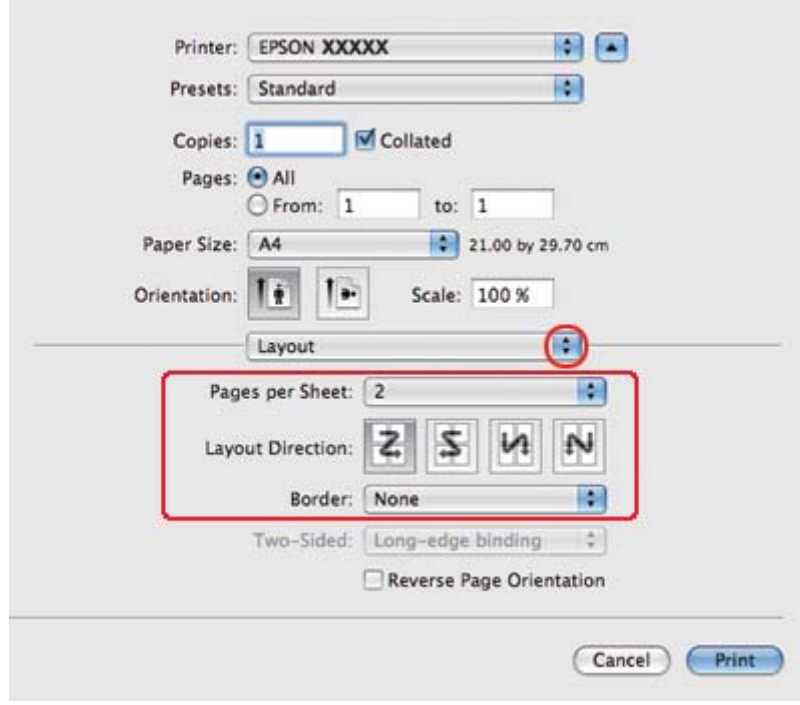 Printer: EPSON XXXXX
Presets: Standard
Copies: 1 Collated
Pages: All
From: 1 to: 1
Paper Size: A4 21.00 by 29.70 cm
Orientation: Scale: 100 %
Layout
Pages per Sheet: 2
Layout Direction:
Border: None
Two-Sided: Long-edge binding
Reverse Page Orientation
Cancel Print